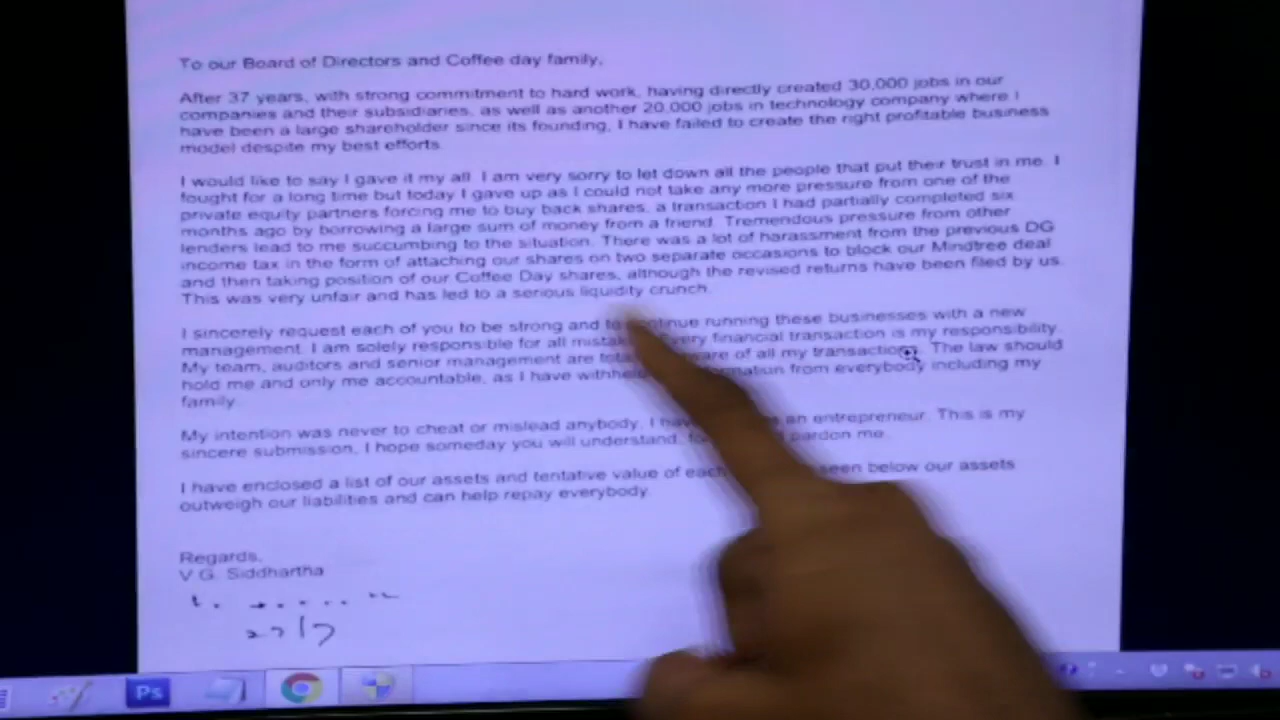 To our Board of Directors and Coffee day family,
After 37 years, with strong commitment to hard work, having directly created 30,000 jobs in our
companies and their subsidiaries, as well as another 20,000 jobs in technology company where I
have been a large shareholder since its founding, I have failed to create the right profitable business
model despite my best efforts.
I would like to say I gave it my all. I am very sorry to let down all the people that put their trust in me. I
fought for a long time but today I gave up as I could not take any more pressure from one of the
private equity partners forcing me to buy back shares, a transaction I had partially completed six
months ago by borrowing a large sum of money from a friend. Tremendous pressure from other
lenders lead to me succumbing to the situation. There was a lot of harassment from the previous DG
income tax in the form of attaching our shares on two separate occasions to block our Mindtree deal
and then taking position of our Coffee Day shares, although the revised returns have been filed by us.
This was very unfair and has led to a serious liquidity crunch.
I sincerely request each of you to be strong and to continue running these businesses with a new
management. I am solely responsible for all Every financial transaction is my responsibility.
My team, auditors and senior management are of all my The law should
hold me and only me accountable, as I have from everybody including my
family.
My intention was never to cheat or mislead anybody, I an entrepreneur. This is my
sincere submission, I hope someday you will understand, pardon me.
I have enclosed a list of our assets and tentative value of each seen below our assets
outweigh our liabilities and can help repay everybody.
Regards,
V.G. Siddhartha
27/7
Ps